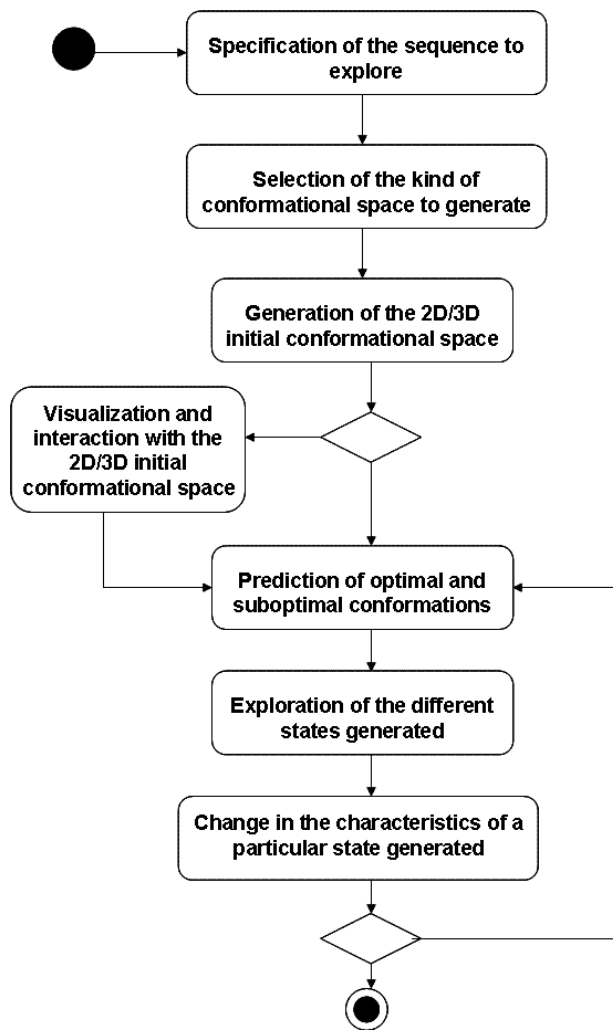 Specification of the sequence to
explore
Selection of the kind of
conformational space to generate
Generation of the 2D/3D
initial conformational space
Visualization and
interaction with the
2D/3D initial
conformational space
Prediction of optimal and
suboptimal conformations
Exploration of the different
states generated
Change in the characteristics of a
particular state generated